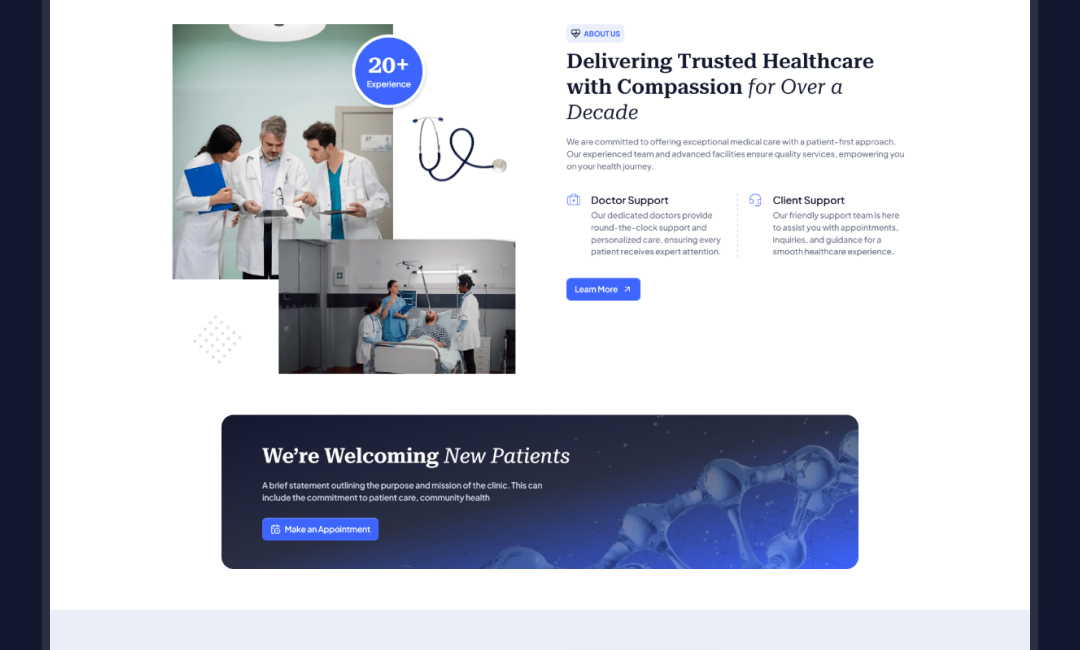 20+
Experience
ABOUT US
Delivering Trusted Healthcare
with Compassion for Over a
Decade
We are committed to offering exceptional medical care with a patient-first approach.
Our experienced team and advanced facilities ensure quality services, empowering you
on your health journey.
Doctor Support
Our dedicated doctors provide
round-the-clock support and
personalized care, ensuring every
patient receives expert attention.
Client Support
Our friendly support team is here
to assist you with appointments,
inquiries, and guidance for a
smooth healthcare experience.
Learn More
We’re Welcoming New Patients
A brief statement outlining the purpose and mission of the clinic. This can
include the commitment to patient care, community health
Make an Appointment